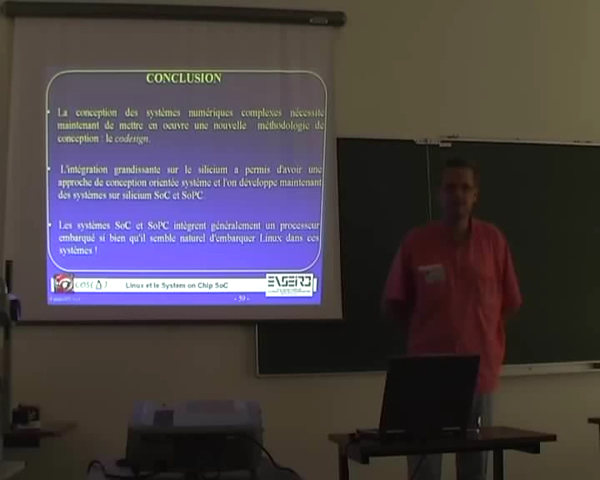 CONCLUSION
La conception des systèmes numériques complexes nécessite
maintenant de mettre en oeuvre une nouvelle méthodologie de
conception : le codesign.
L'intégration grandissante sur le silicium a permis d'avoir une
approche de conception orientée système et l'on développe maintenant
des systèmes sur silicium SoC et SoPC.
Les systèmes SoC et SoPC intègrent généralement un processeur
embarqué si bien qu'il semble naturel d'embarquer Linux dans ces
systèmes !
Linux et le System on Chip SoC
ENSEIRB
- 59 -